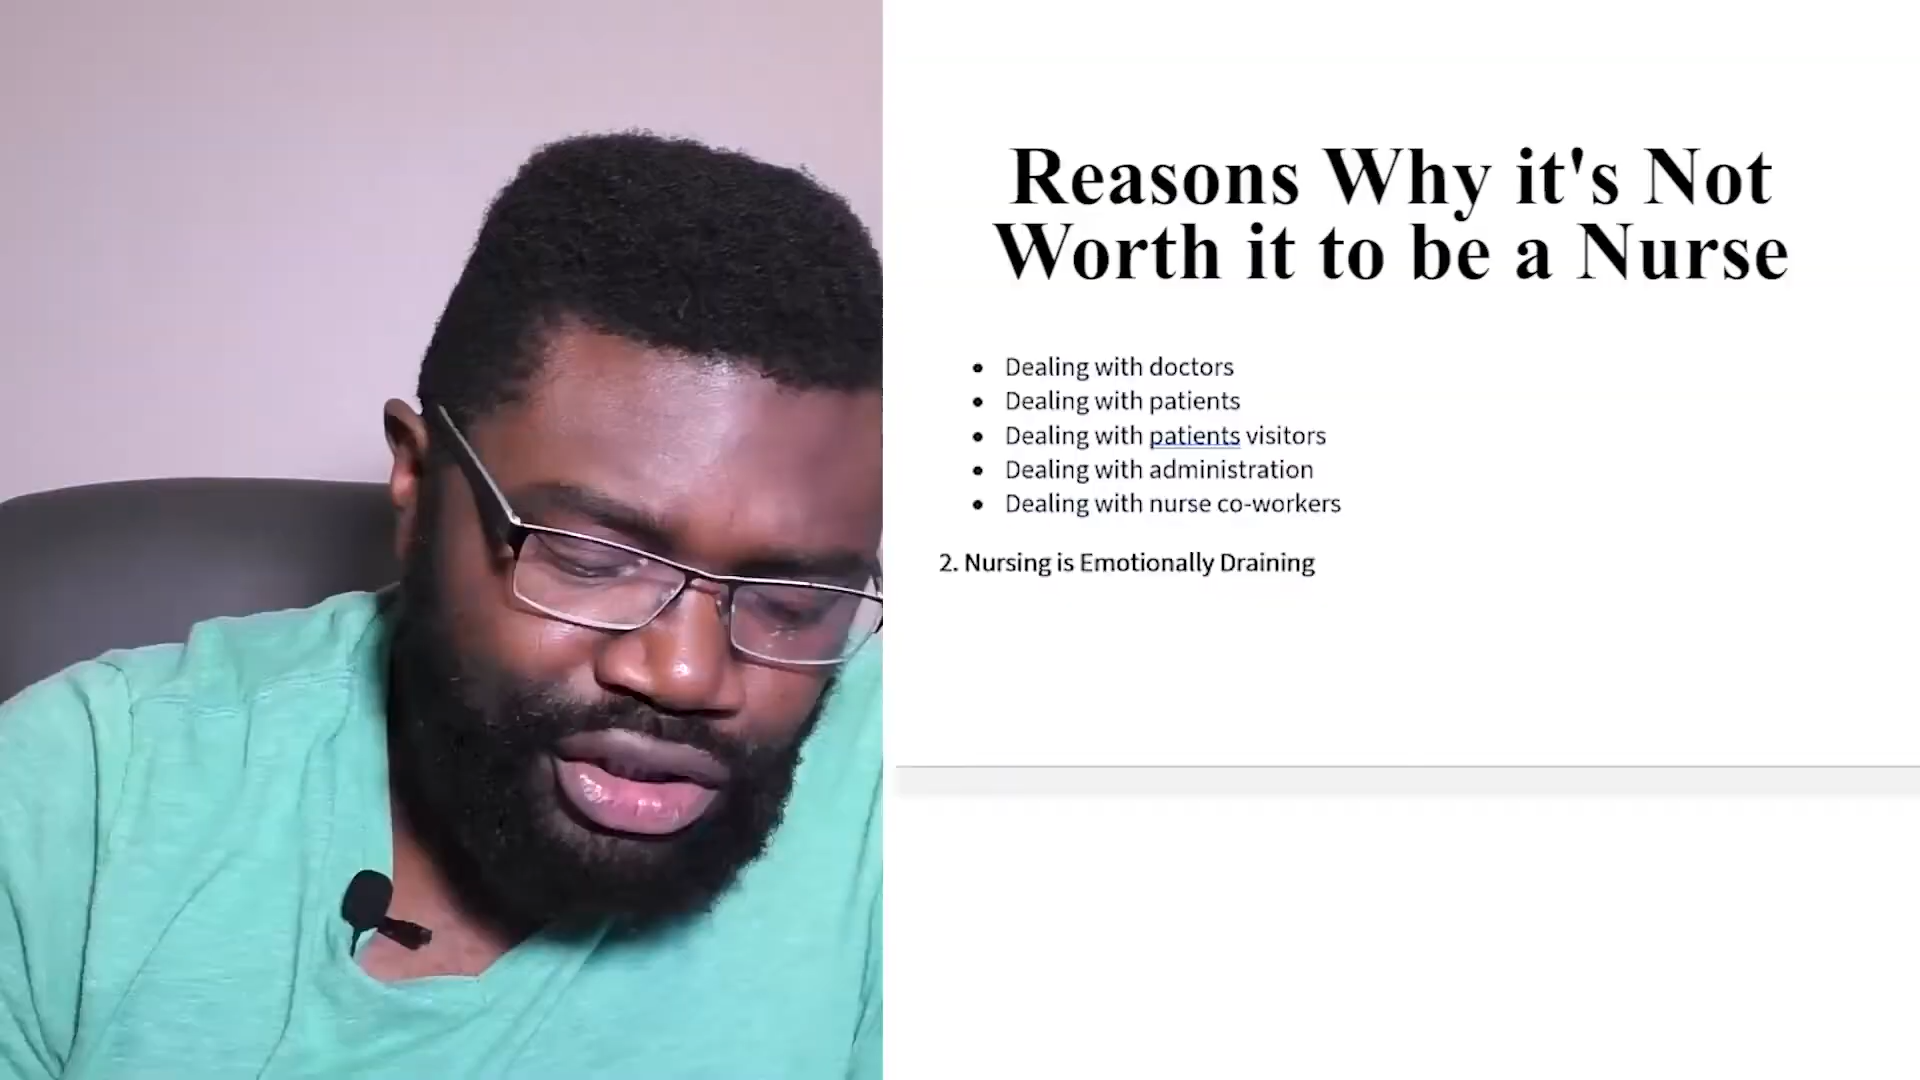 Reasons Why it's Not
Worth it to be a Nurse
• Dealing with doctors
• Dealing with patients
• Dealing with patients visitors
• Dealing with administration
• Dealing with nurse co-workers
2. Nursing is Emotionally Draining